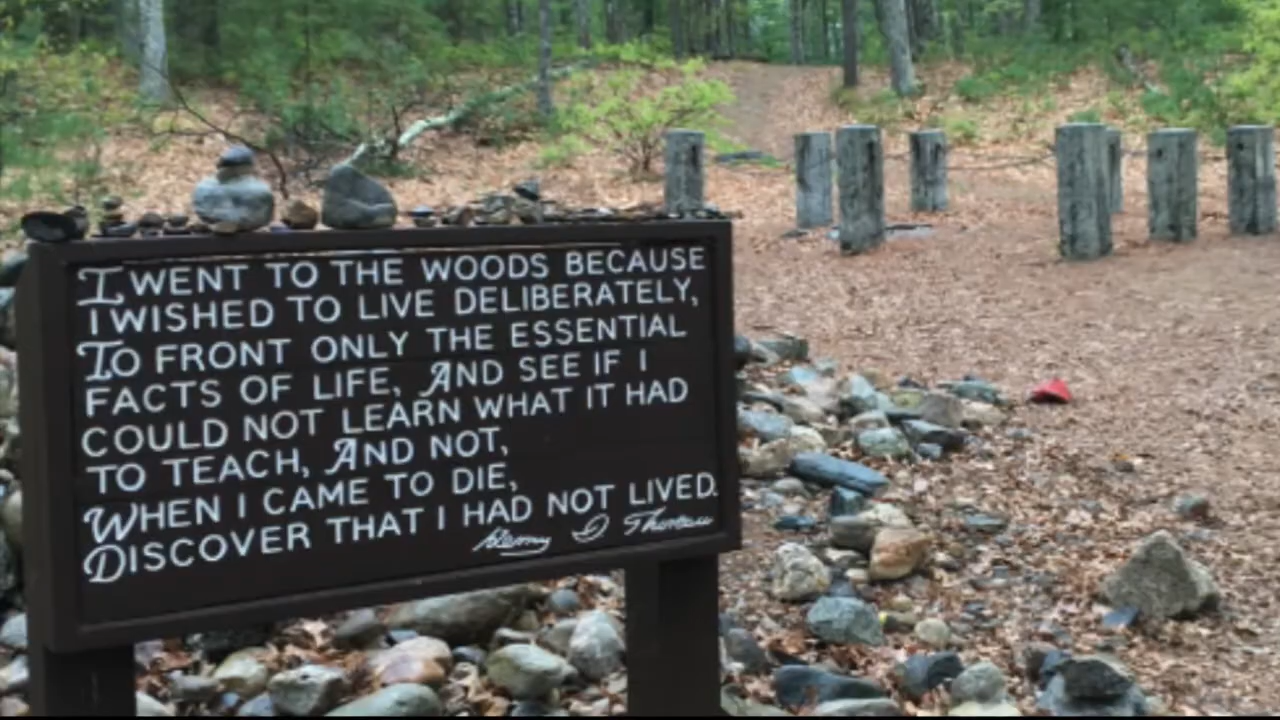 I WENT TO THE WOODS BECAUSE
I WISHED TO LIVE DELIBERATELY,
TO FRONT ONLY THE ESSENTIAL
FACTS OF LIFE, AND SEE IF I
COULD NOT LEARN WHAT IT HAD
TO TEACH, AND NOT,
WHEN I CAME TO DIE,
DISCOVER THAT I HAD NOT LIVED.
Henry D Thoreau